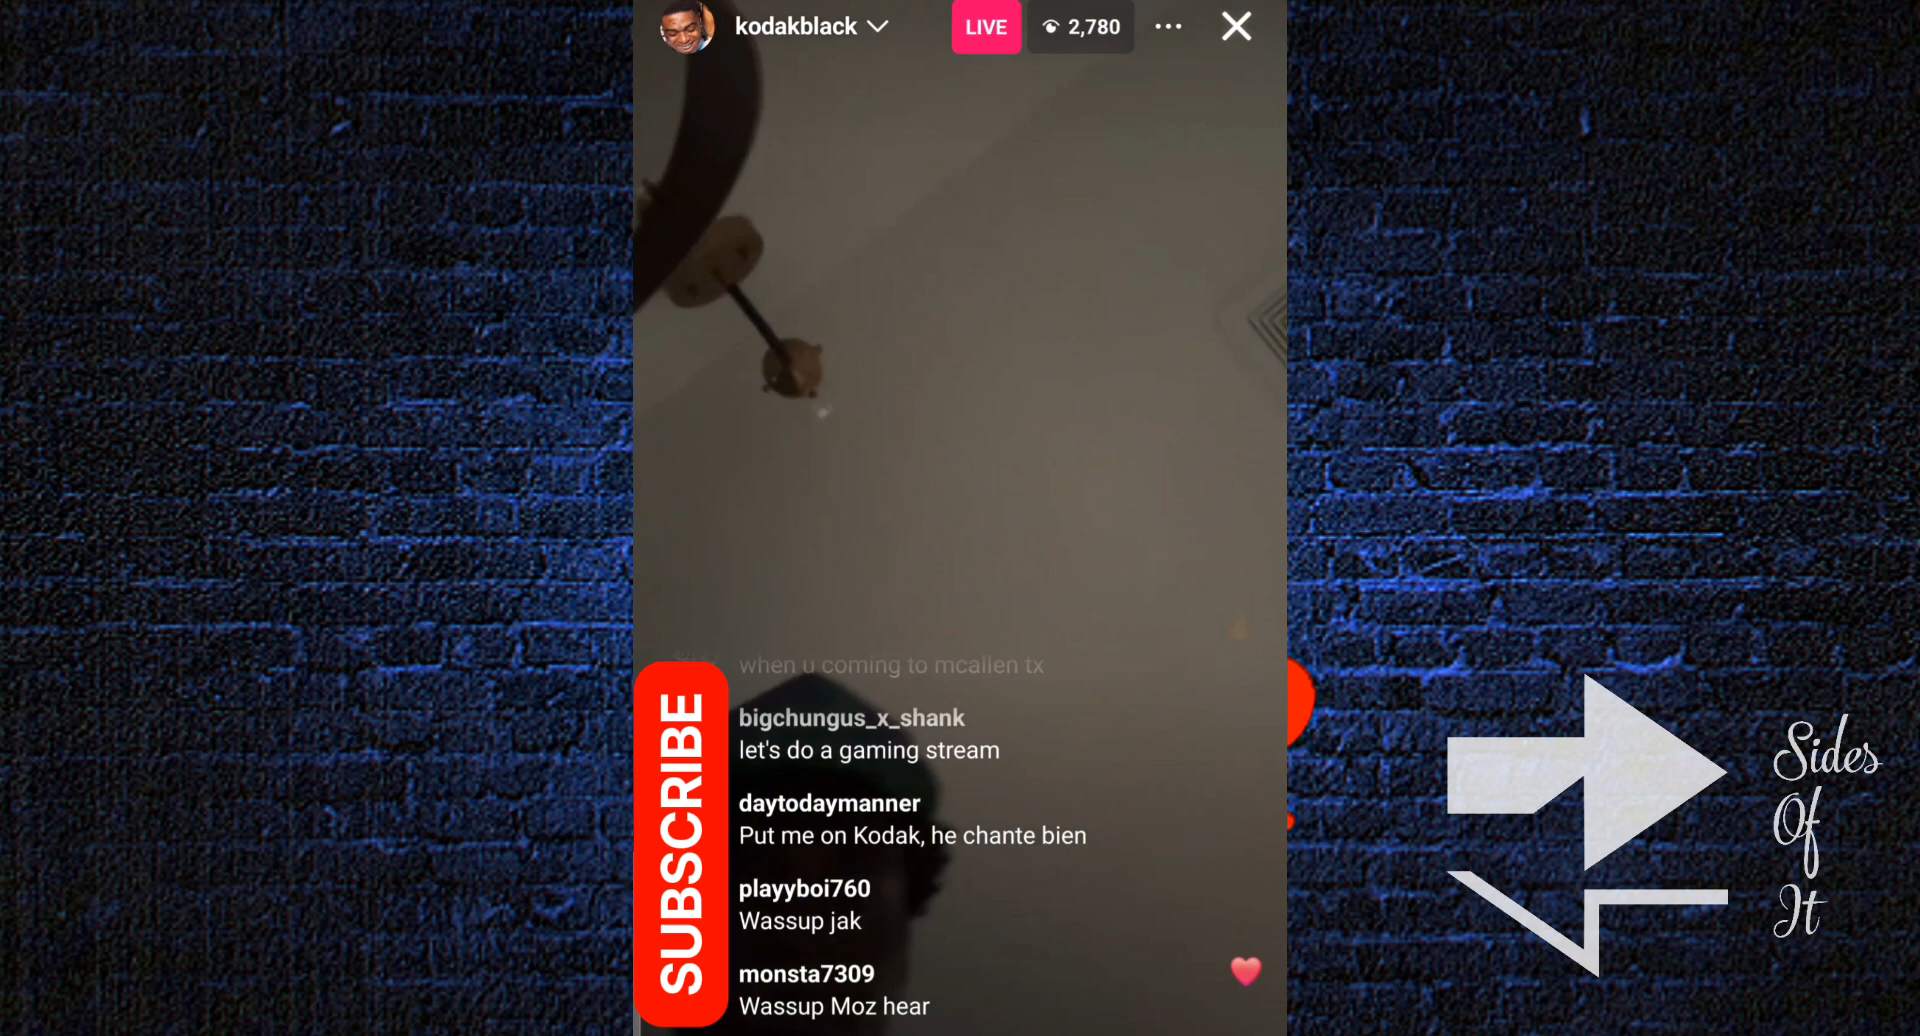 kodakblack
LIVE
2,780
when u coming to mcallen tx
bigchungus_x_shank
let's do a gaming stream
daytodaymanner
Put me on Kodak, he chante bien
playyboi760
Wassup jak
monsta7309
Wassup Moz hear
SUBSCRIBE
Sides
Of
It